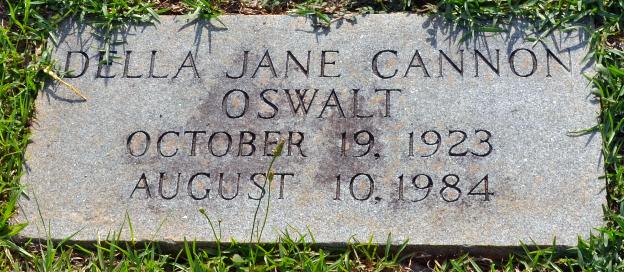 DELLA JANE CANNON
OSWALT
OCTOBER 19, 1923
AUGUST 10, 1984